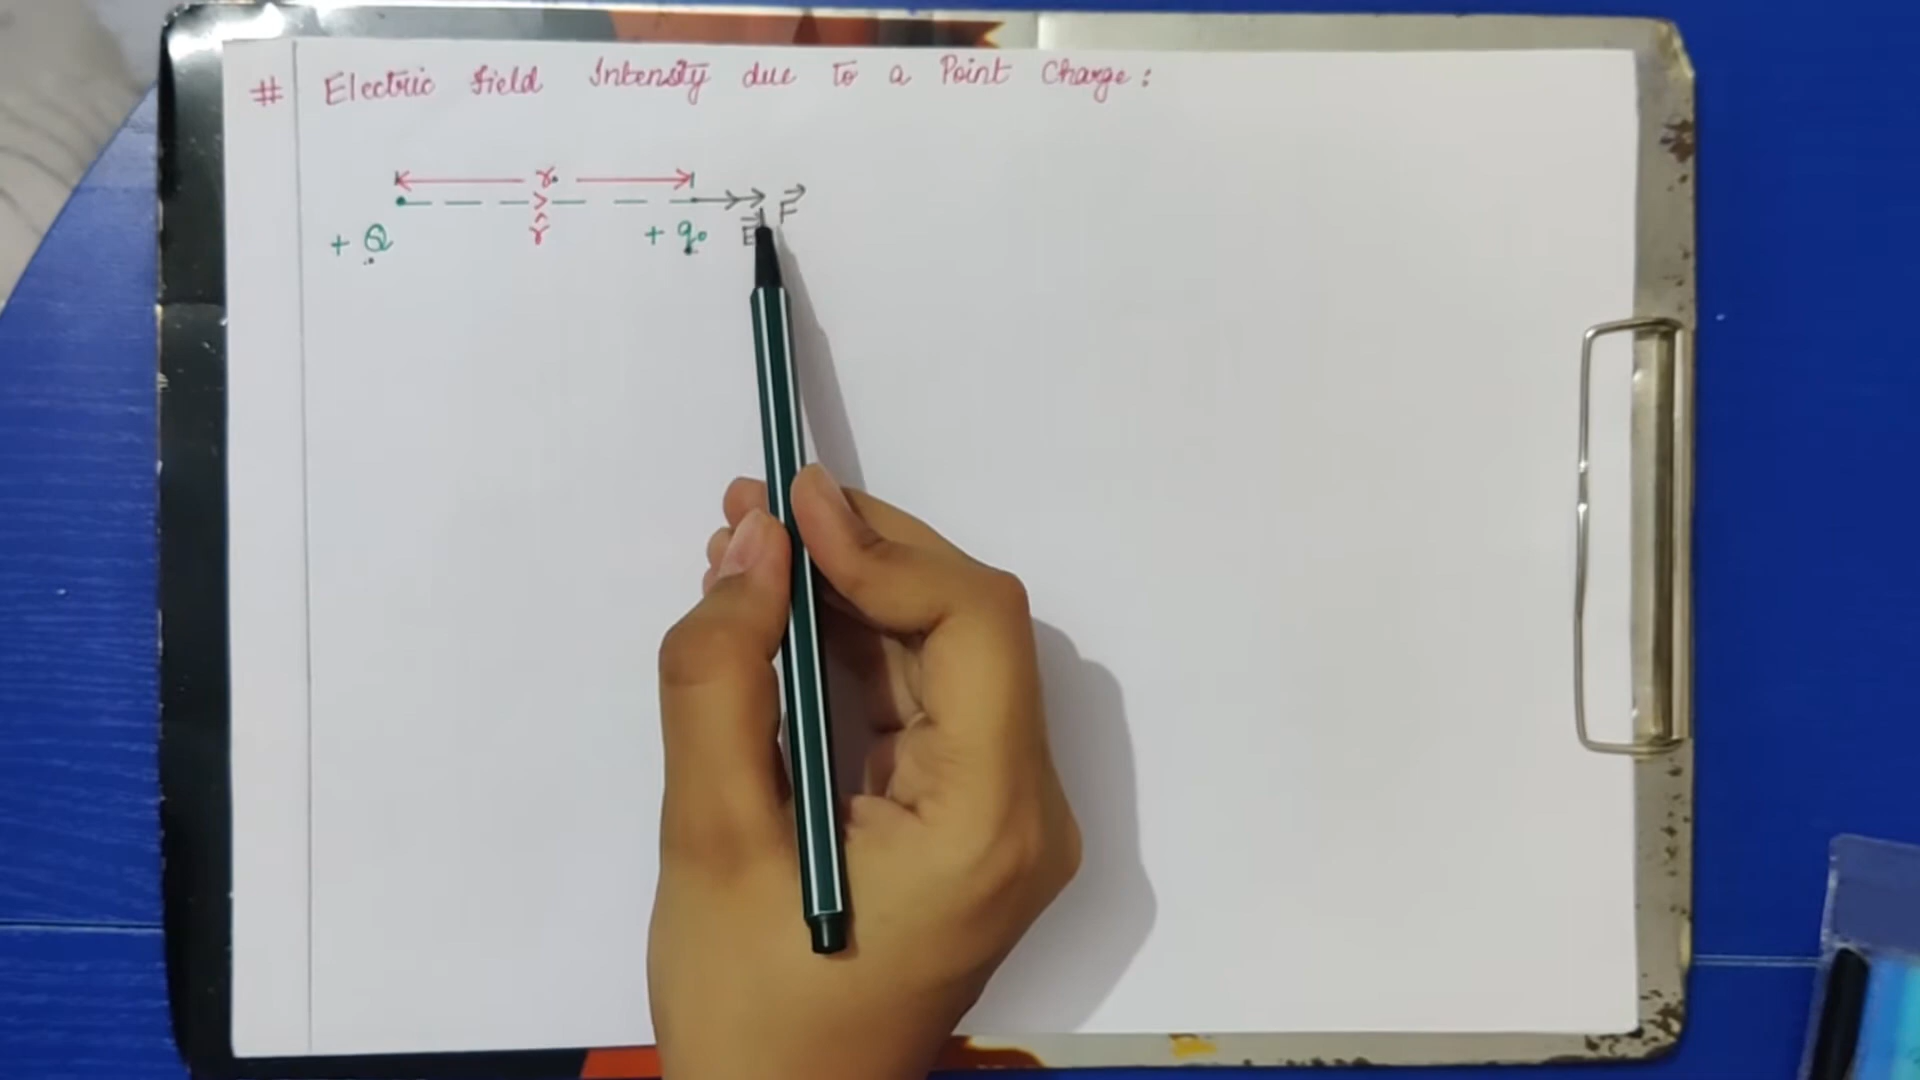 # Electric field Intensity due to a Point Charge:
r
F
+ Q r̂ + q₀ E